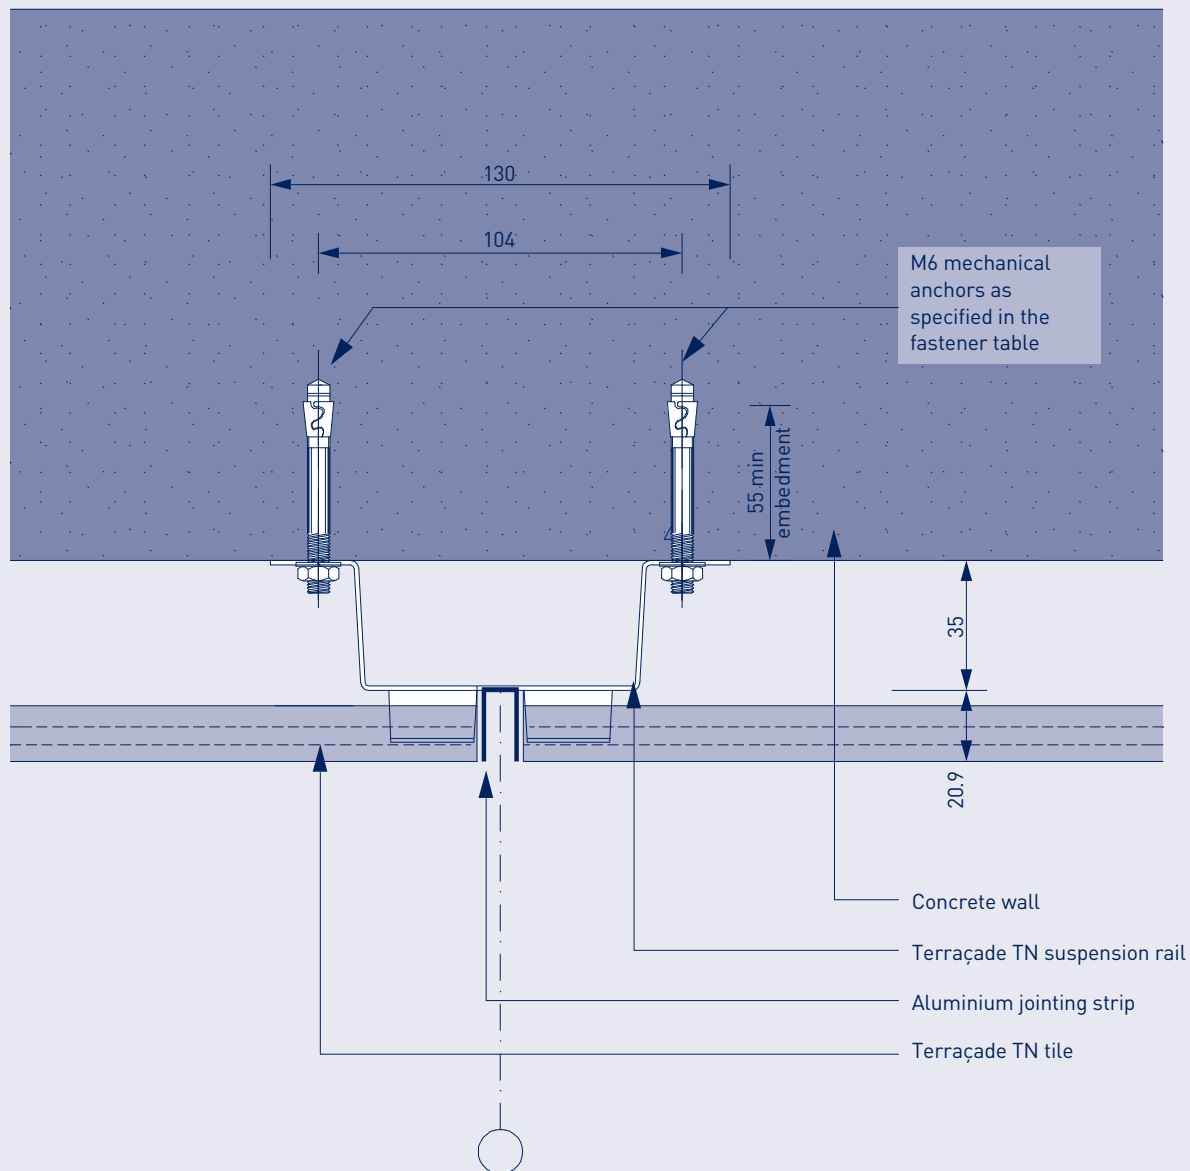 130
104
M6 mechanical
anchors as
specified in the
fastener table
55 min
embedment
35
20.9
Concrete wall
Terraçade TN suspension rail
Aluminium jointing strip
Terraçade TN tile